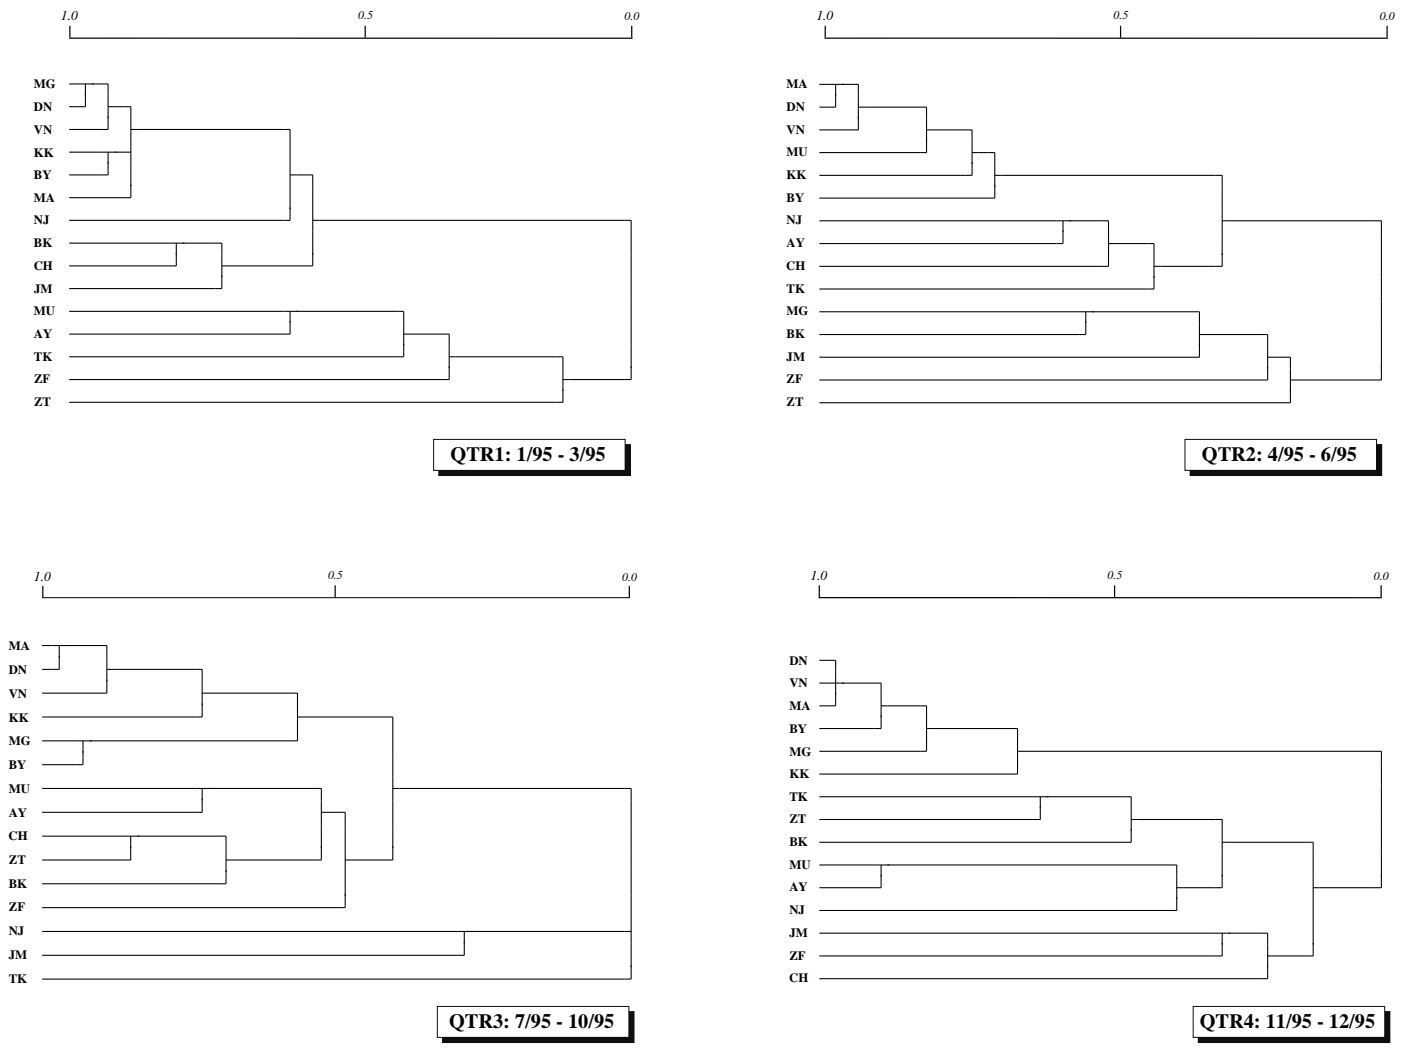 1.0 0.5 0.0
MG
DN
VN
KK
BY
MA
NJ
BK
CH
JM
MU
AY
TK
ZF
ZT
QTR1: 1/95 - 3/95
1.0 0.5 0.0
MA
DN
VN
MU
KK
BY
NJ
AY
CH
TK
MG
BK
JM
ZF
ZT
QTR2: 4/95 - 6/95
1.0 0.5 0.0
MA
DN
VN
KK
MG
BY
MU
AY
CH
ZT
BK
ZF
NJ
JM
TK
QTR3: 7/95 - 10/95
1.0 0.5 0.0
DN
VN
MA
BY
MG
KK
TK
ZT
BK
MU
AY
NJ
JM
ZF
CH
QTR4: 11/95 - 12/95